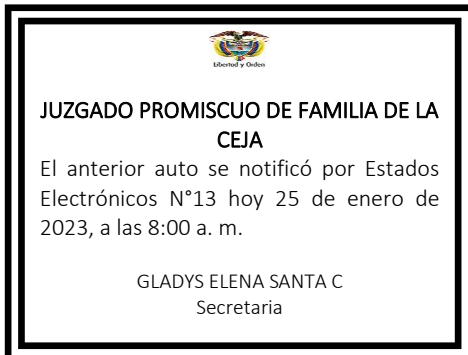 Libertad y Orden
JUZGADO PROMISCUO DE FAMILIA DE LA
CEJA
El anterior auto se notificó por Estados
Electrónicos N°13 hoy 25 de enero de
2023, a las 8:00 a. m.
GLADYS ELENA SANTA C
Secretaria